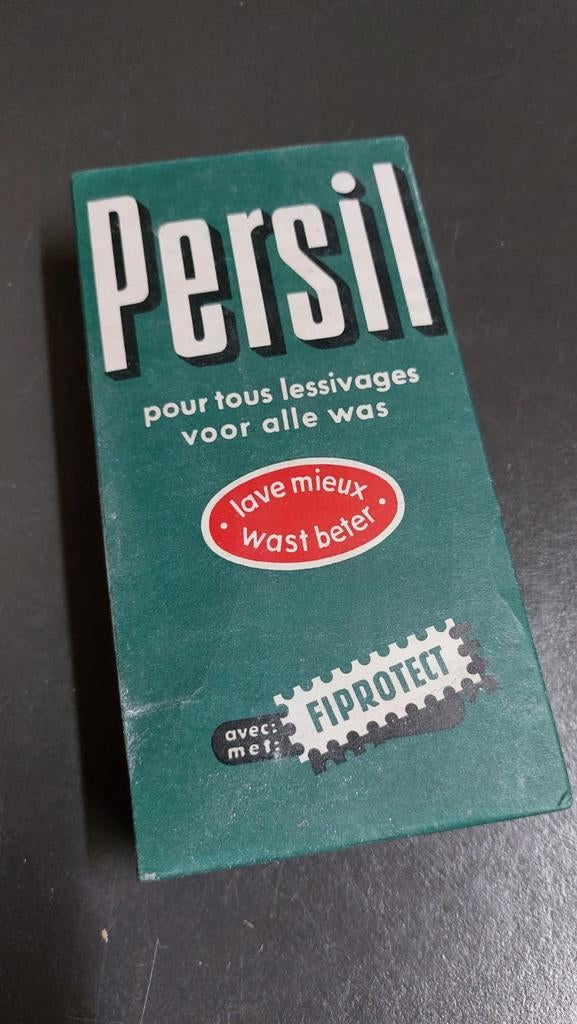 Persil
pour tous lessivages
voor alle was
lave mieux
wast beter
avec:
met:
FIPROTECT